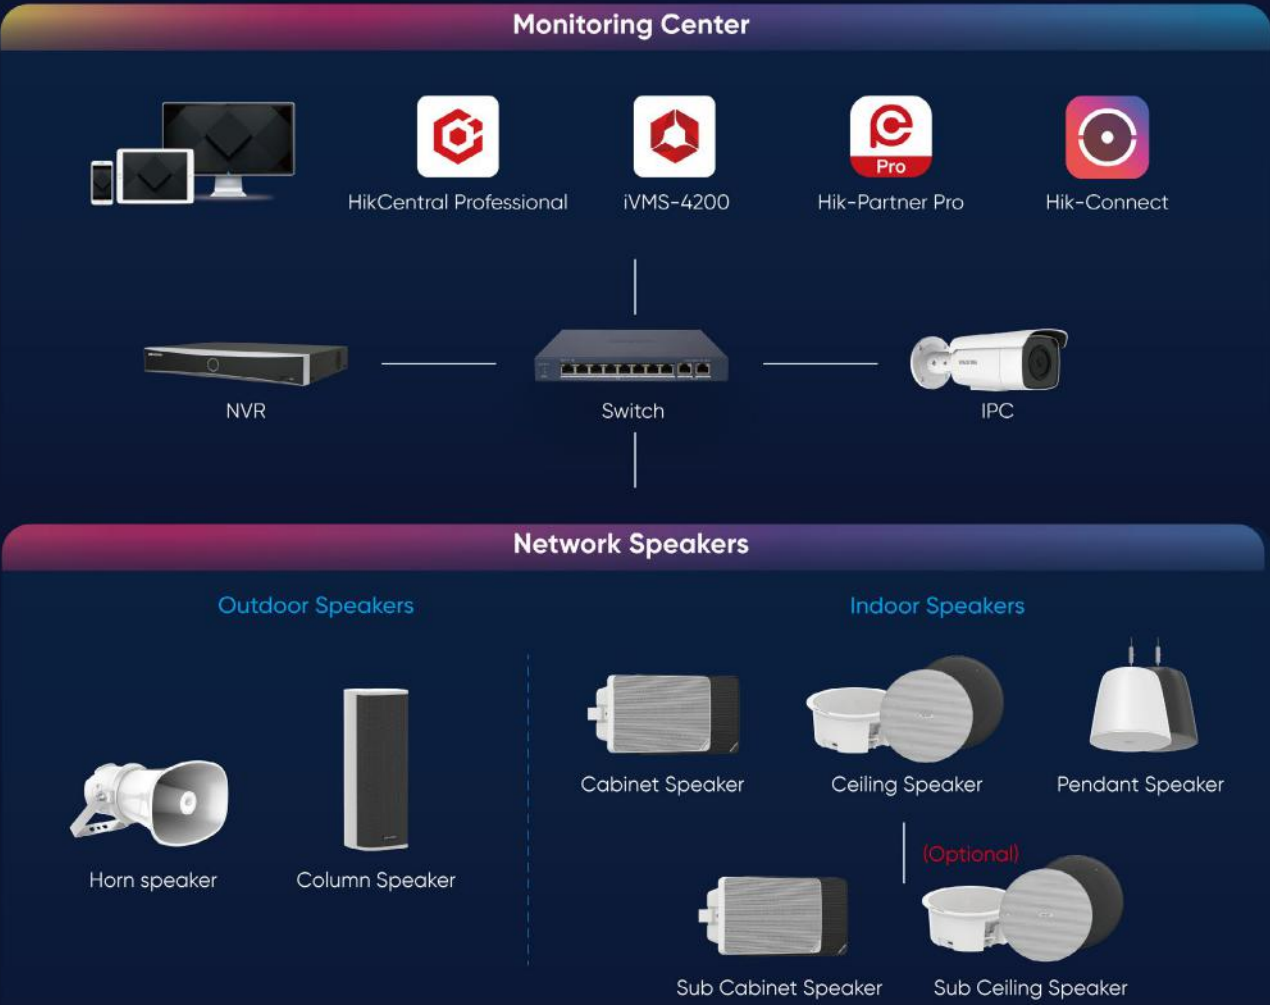 Monitoring Center
Pro
HikCentral Professional
iVMS-4200
Hik-Partner Pro
Hik-Connect
NVR
Switch
IPC
Network Speakers
Outdoor Speakers
Indoor Speakers
Cabinet Speaker
Ceiling Speaker
Pendant Speaker
(Optional)
Horn speaker
Column Speaker
Sub Cabinet Speaker
Sub Ceiling Speaker